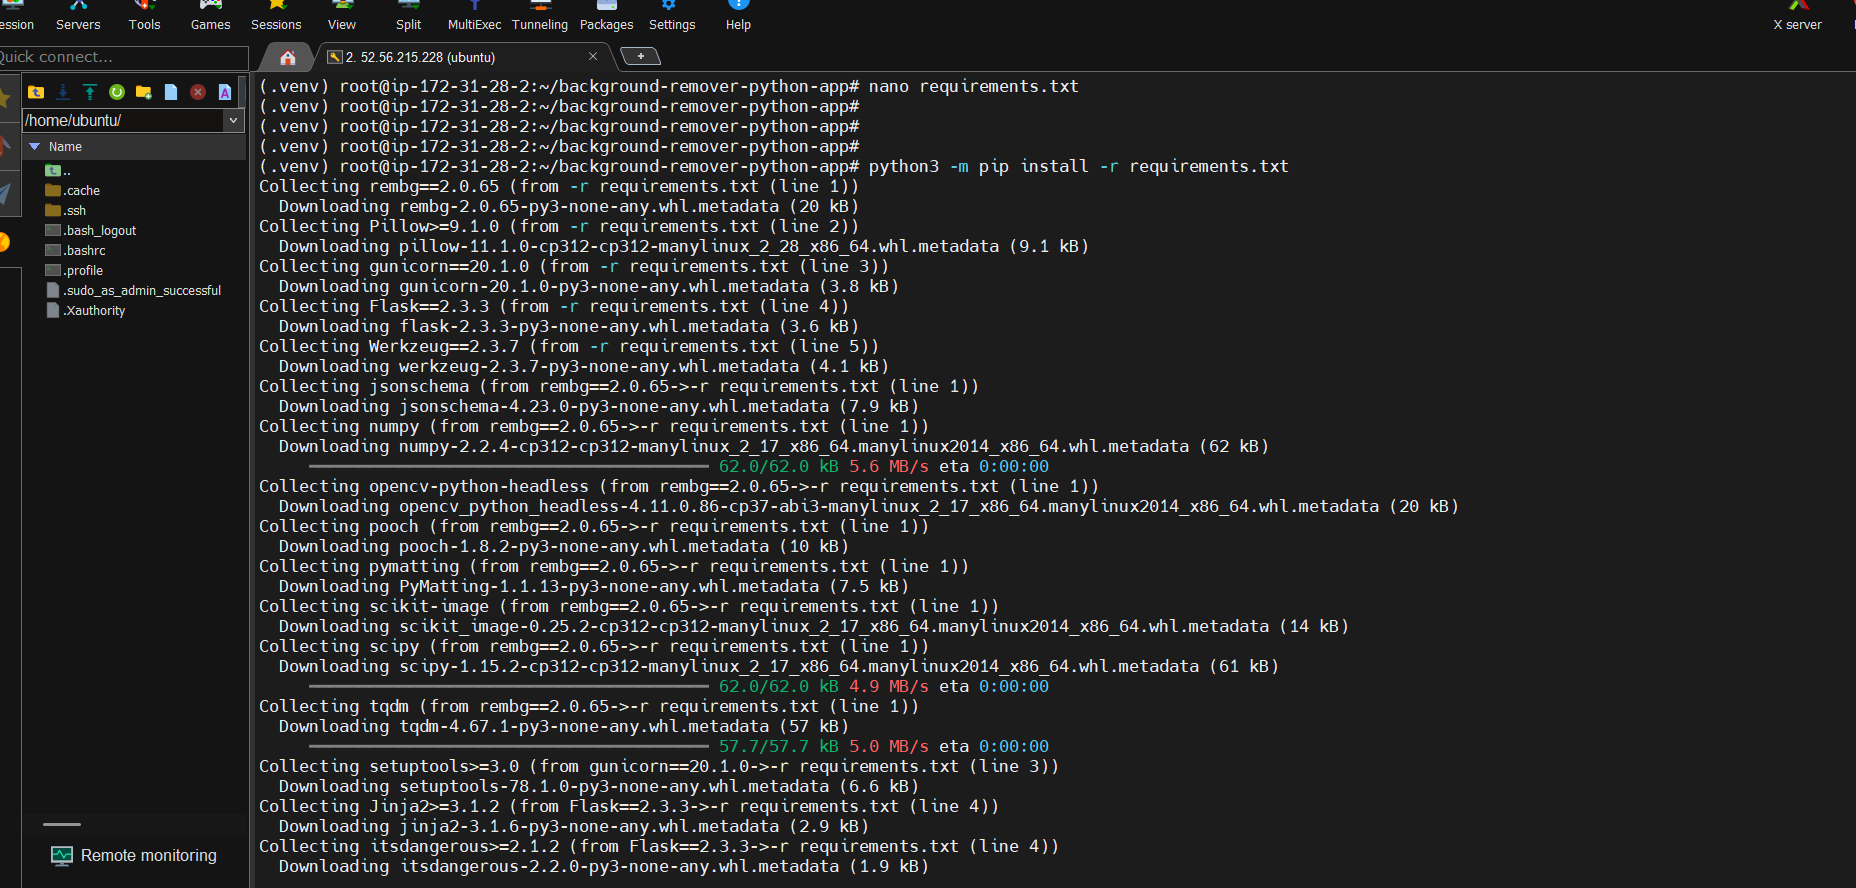 ession Servers Tools Games Sessions View Split MultiExec Tunneling Packages Settings Help X server
Quick connect...
2. 52.56.215.228 (ubuntu)
/home/ubuntu/
Name
..
.cache
.ssh
.bash_logout
.bashrc
.profile
.sudo_as_admin_successful
.Xauthority
Remote monitoring
(.venv) root@ip-172-31-28-2:~/background-remover-python-app# nano requirements.txt
(.venv) root@ip-172-31-28-2:~/background-remover-python-app#
(.venv) root@ip-172-31-28-2:~/background-remover-python-app#
(.venv) root@ip-172-31-28-2:~/background-remover-python-app#
(.venv) root@ip-172-31-28-2:~/background-remover-python-app# python3 -m pip install -r requirements.txt
Collecting rembg==2.0.65 (from -r requirements.txt (line 1))
Downloading rembg-2.0.65-py3-none-any.whl.metadata (20 kB)
Collecting Pillow>=9.1.0 (from -r requirements.txt (line 2))
Downloading pillow-11.1.0-cp312-cp312-manylinux_2_28_x86_64.whl.metadata (9.1 kB)
Collecting gunicorn==20.1.0 (from -r requirements.txt (line 3))
Downloading gunicorn-20.1.0-py3-none-any.whl.metadata (3.8 kB)
Collecting Flask==2.3.3 (from -r requirements.txt (line 4))
Downloading flask-2.3.3-py3-none-any.whl.metadata (3.6 kB)
Collecting Werkzeug==2.3.7 (from -r requirements.txt (line 5))
Downloading werkzeug-2.3.7-py3-none-any.whl.metadata (4.1 kB)
Collecting jsonschema (from rembg==2.0.65->-r requirements.txt (line 1))
Downloading jsonschema-4.23.0-py3-none-any.whl.metadata (7.9 kB)
Collecting numpy (from rembg==2.0.65->-r requirements.txt (line 1))
Downloading numpy-2.2.4-cp312-cp312-manylinux_2_17_x86_64.manylinux2014_x86_64.whl.metadata (62 kB)
62.0/62.0 kB 5.6 MB/s eta 0:00:00
Collecting opencv-python-headless (from rembg==2.0.65->-r requirements.txt (line 1))
Downloading opencv_python_headless-4.11.0.86-cp37-abi3-manylinux_2_17_x86_64.manylinux2014_x86_64.whl.metadata (20 kB)
Collecting pooch (from rembg==2.0.65->-r requirements.txt (line 1))
Downloading pooch-1.8.2-py3-none-any.whl.metadata (10 kB)
Collecting pymatting (from rembg==2.0.65->-r requirements.txt (line 1))
Downloading PyMatting-1.1.13-py3-none-any.whl.metadata (7.5 kB)
Collecting scikit-image (from rembg==2.0.65->-r requirements.txt (line 1))
Downloading scikit_image-0.25.2-cp312-cp312-manylinux_2_17_x86_64.manylinux2014_x86_64.whl.metadata (14 kB)
Collecting scipy (from rembg==2.0.65->-r requirements.txt (line 1))
Downloading scipy-1.15.2-cp312-cp312-manylinux_2_17_x86_64.manylinux2014_x86_64.whl.metadata (61 kB)
62.0/62.0 kB 4.9 MB/s eta 0:00:00
Collecting tqdm (from rembg==2.0.65->-r requirements.txt (line 1))
Downloading tqdm-4.67.1-py3-none-any.whl.metadata (57 kB)
57.7/57.7 kB 5.0 MB/s eta 0:00:00
Collecting setuptools>=3.0 (from gunicorn==20.1.0->-r requirements.txt (line 3))
Downloading setuptools-78.1.0-py3-none-any.whl.metadata (6.6 kB)
Collecting Jinja2>=3.1.2 (from Flask==2.3.3->-r requirements.txt (line 4))
Downloading jinja2-3.1.6-py3-none-any.whl.metadata (2.9 kB)
Collecting itsdangerous>=2.1.2 (from Flask==2.3.3->-r requirements.txt (line 4))
Downloading itsdangerous-2.2.0-py3-none-any.whl.metadata (1.9 kB)